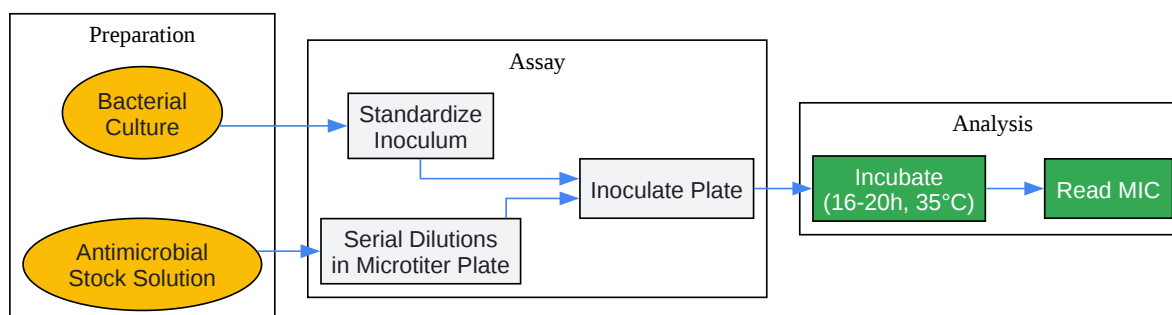 Preparation
Bacterial
Culture
Antimicrobial
Stock Solution
Assay
Standardize
Inoculum
Serial Dilutions
in Microtiter Plate
Inoculate Plate
Analysis
Incubate
(16-20h, 35°C)
Read MIC